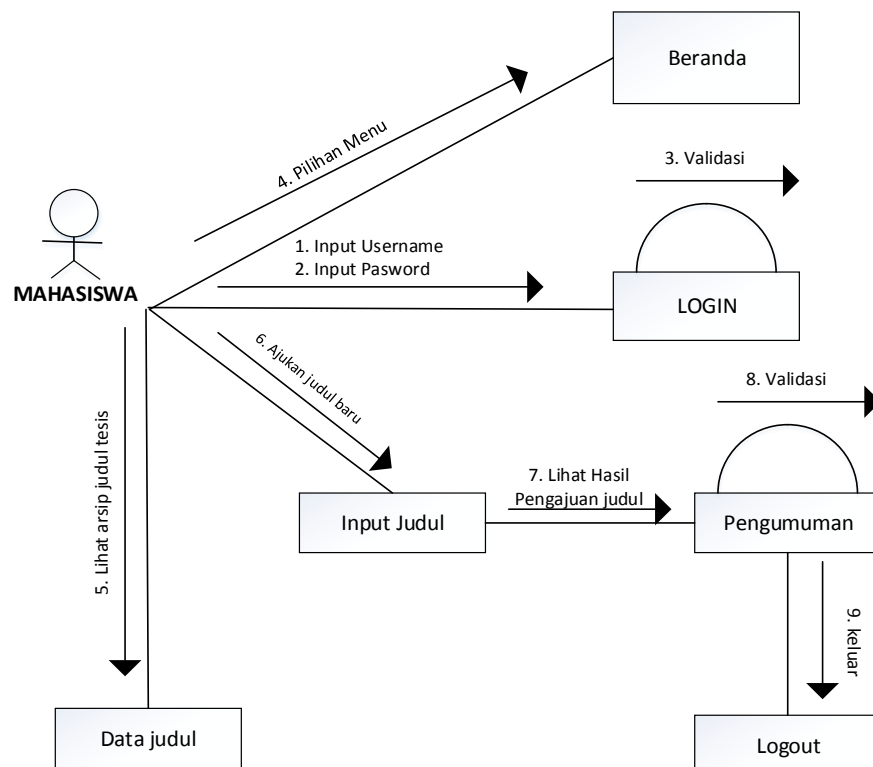 Beranda
4. Pilihan Menu
3. Validasi
MAHASISWA
1. Input Username
2. Input Pasword
LOGIN
6. Ajukan judul baru
8. Validasi
5. Lihat arsip judul tesis
7. Lihat Hasil
Pengajuan judul
Input Judul
Pengumuman
9. keluar
Data judul
Logout